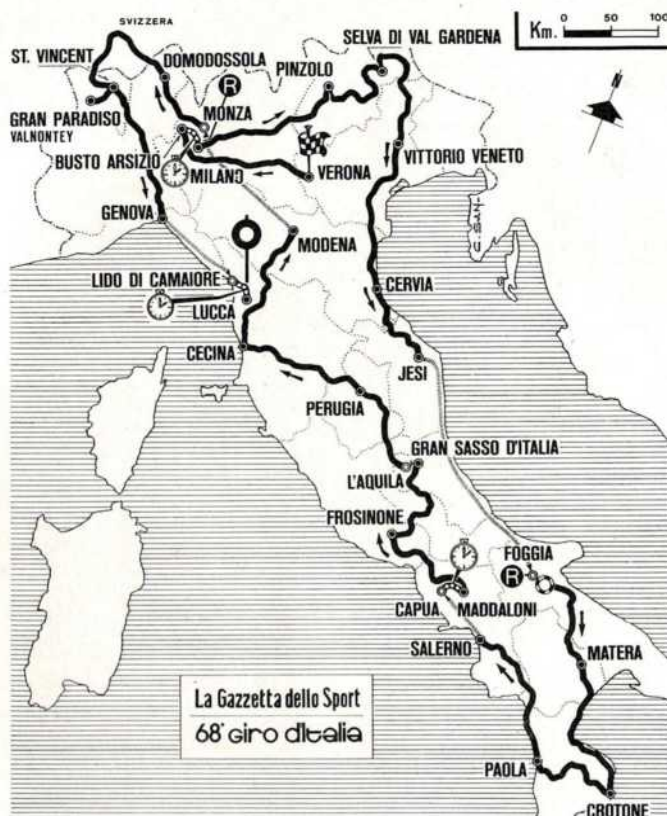 SVIZZERA
SELVA DI VAL GARDENA
Km. 0 50 100
ST. VINCENT
DOMODOSSOLA
PINZOLO
R
N
GRAN PARADISO
VALNONTEY
MONZA
BUSTO ARSIZIO
MILANO
VERONA
VITTORIO VENETO
GENOVA
MODENA
LIDO DI CAMAIORE
CERVIA
LUCCA
CECINA
JESI
PERUGIA
GRAN SASSO D'ITALIA
L'AQUILA
FROSINONE
FOGGIA
R
CAPUA
MADDALONI
SALERNO
MATERA
La Gazzetta dello Sport
68° Giro d'Italia
PAOLA
CROTONE